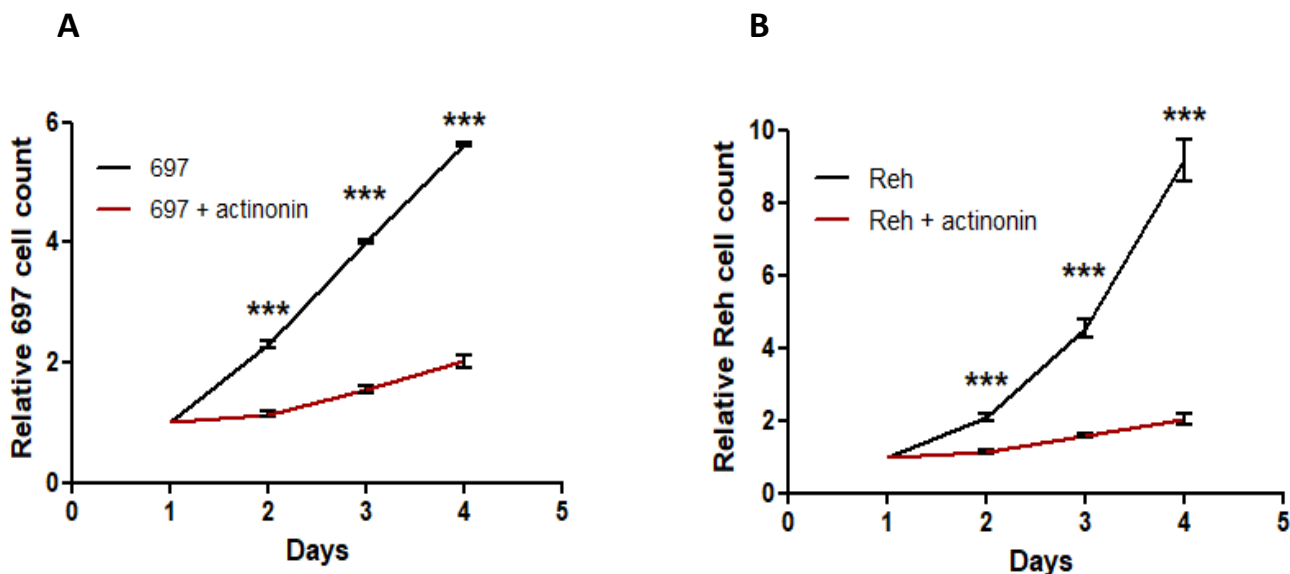 A
Relative 697 cell count
6
4
2
0
697
697 + actinonin
***
***
***
0 1 2 3 4 5
Days
B
Relative Reh cell count
10
8
6
4
2
0
Reh
Reh + actinonin
***
***
***
0 1 2 3 4 5
Days